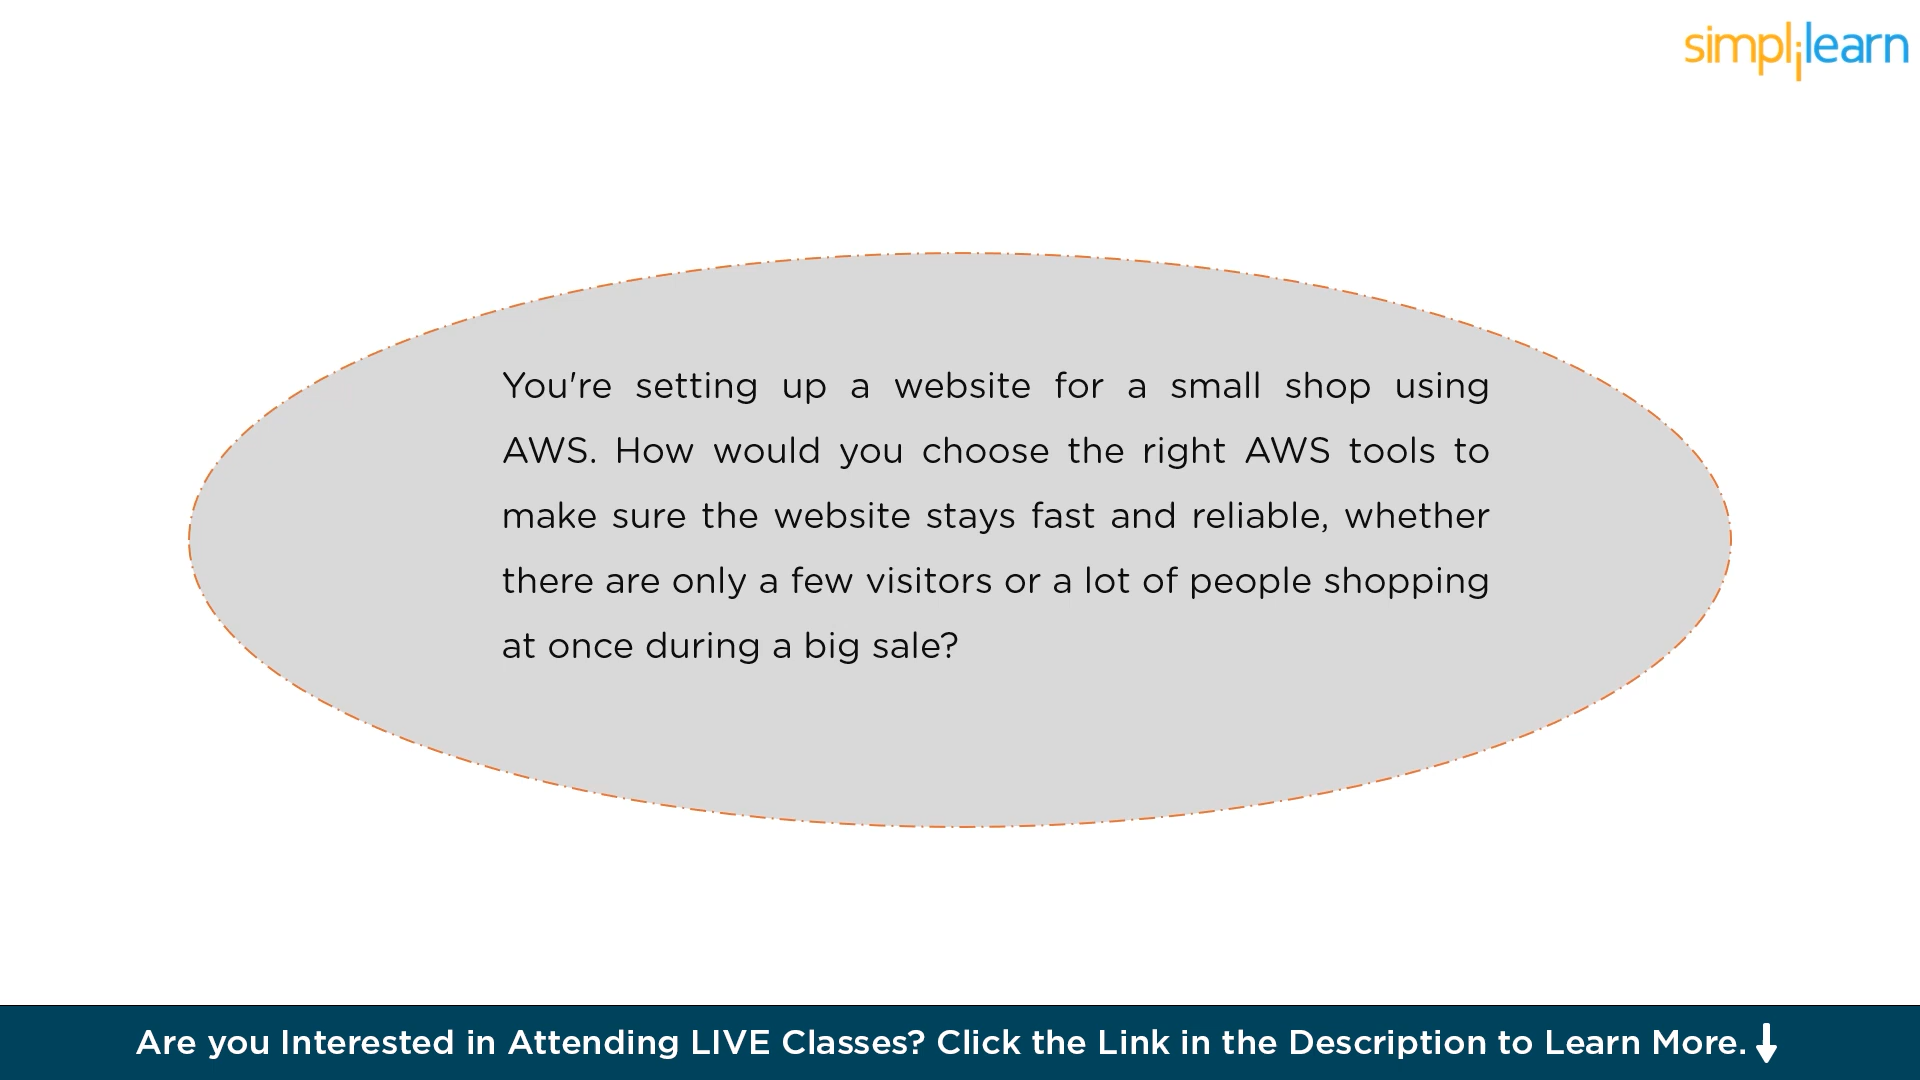 simplilearn
You're setting up a website for a small shop using
AWS. How would you choose the right AWS tools to
make sure the website stays fast and reliable, whether
there are only a few visitors or a lot of people shopping
at once during a big sale?
Are you Interested in Attending LIVE Classes? Click the Link in the Description to Learn More.